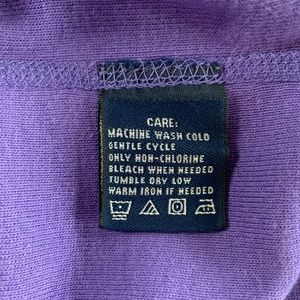 CARE:
MACHINE WASH COLD
GENTLE CYCLE
ONLY NON-CHLORINE
BLEACH WHEN NEEDED
TUMBLE DRY LOW
WARM IRON IF NEEDED